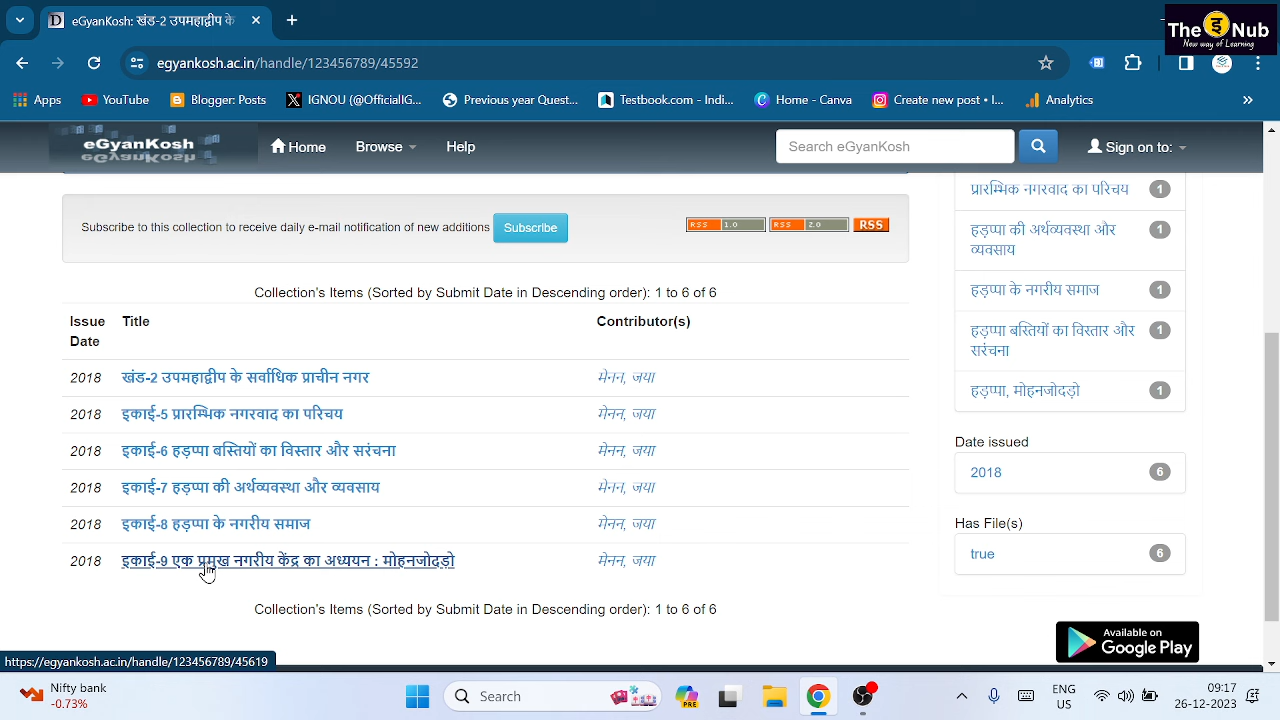 eGyanKosh: खंड-2 उपमहाद्वीप के
The इ Nub
New way of Learning
egyankosh.ac.in/handle/123456789/45592
Apps YouTube Blogger: Posts IGNOU (@OfficialIG... Previous year Quest... Testbook.com - Indi... Home - Canva Create new post • I... Analytics
eGyanKosh Home Browse Help Search eGyanKosh Sign on to:
प्रारम्भिक नगरवाद का परिचय 1
Subscribe to this collection to receive daily e-mail notification of new additions Subscribe RSS 1.0 RSS 2.0 RSS
हड़प्पा की अर्थव्यवस्था और 1
व्यवसाय
हड़प्पा के नगरीय समाज 1
Collection's Items (Sorted by Submit Date in Descending order): 1 to 6 of 6
Issue Date Title Contributor(s)
हड़प्पा बस्तियों का विस्तार और 1
सरंचना
2018 खंड-2 उपमहाद्वीप के सर्वाधिक प्राचीन नगर मेनन, जया
हड़प्पा, मोहनजोदड़ो 1
2018 इकाई-5 प्रारम्भिक नगरवाद का परिचय मेनन, जया
2018 इकाई-6 हड़प्पा बस्तियों का विस्तार और सरंचना मेनन, जया
Date issued
2018 6
2018 इकाई-7 हड़प्पा की अर्थव्यवस्था और व्यवसाय मेनन, जया
2018 इकाई-8 हड़प्पा के नगरीय समाज मेनन, जया
Has File(s)
true 6
2018 इकाई-9 एक प्रमुख नगरीय केंद्र का अध्ययन : मोहनजोदड़ो मेनन, जया
Collection's Items (Sorted by Submit Date in Descending order): 1 to 6 of 6
Available on
Google Play
https://egyankosh.ac.in/handle/123456789/45619
Nifty bank
-0.73%
Search
PRE
ENG
US
09:17
26-12-2023